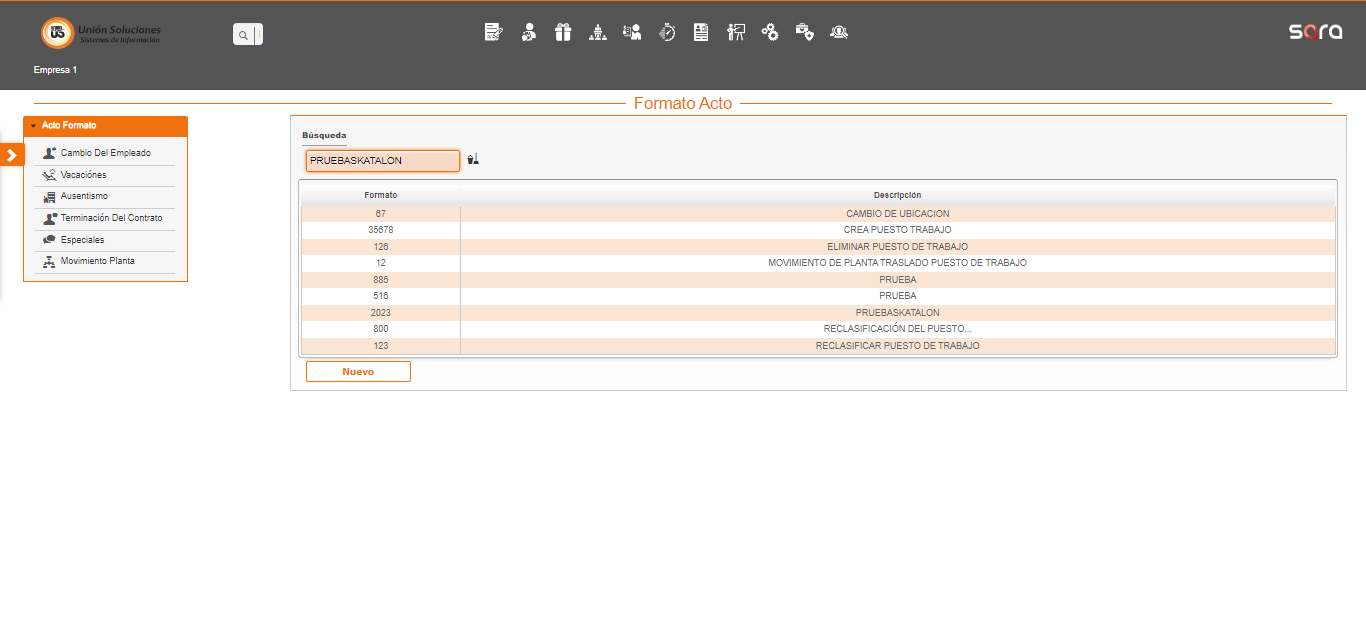 US
Unión Soluciones
Sistemas de Información
sora
Empresa 1
Formato Acto
Acto Formato
Cambio Del Empleado
Vacaciónes
Ausentismo
Terminación Del Contrato
Especiales
Movimiento Planta
Búsqueda
PRUEBASKATALON
Formato Descripción
67 CAMBIO DE UBICACION
35678 CREA PUESTO TRABAJO
126 ELIMINAR PUESTO DE TRABAJO
12 MOVIMIENTO DE PLANTA TRASLADO PUESTO DE TRABAJO
885 PRUEBA
516 PRUEBA
2023 PRUEBASKATALON
800 RECLASIFICACIÓN DEL PUESTO...
123 RECLASIFICAR PUESTO DE TRABAJO
Nuevo